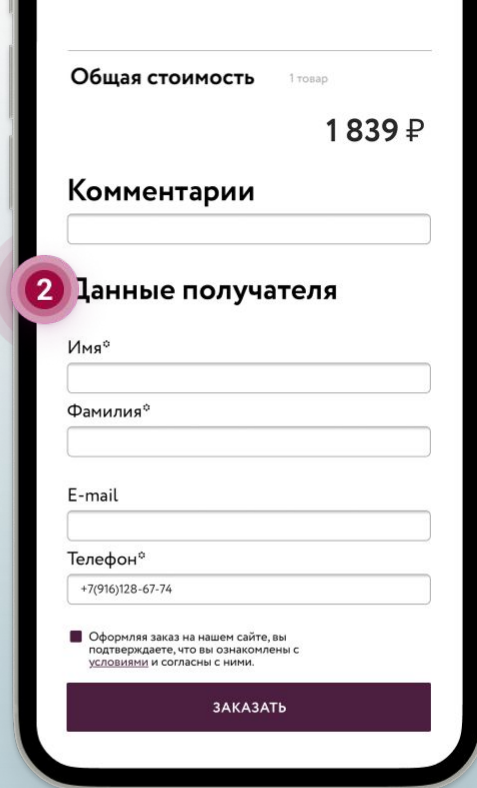 Общая стоимость 1 товар
1 839 ₽
Комментарии
2 Данные получателя
Имя*
Фамилия*
E-mail
Телефон*
+7(916)128-67-74
Оформляя заказ на нашем сайте, вы
подтверждаете, что вы ознакомлены с
условиями и согласны с ними.
ЗАКАЗАТЬ